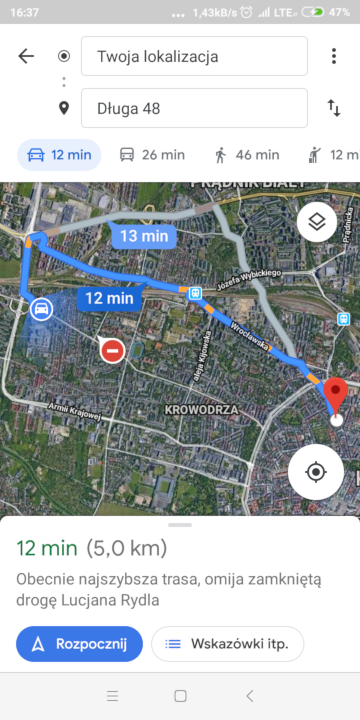 16:37
... 1,43kB/s LTE 47%
Twoja lokalizacja
Długa 48
12 min
26 min
46 min
12 m
PRĄDNIK BIAŁY
13 min
Prądnicka
Józefa Wybickiego
12 min
Wrocławska
Aleja Kijowska
Armii Krajowej
KROWODRZA
12 min (5,0 km)
Obecnie najszybsza trasa, omija zamkniętą
drogę Lucjana Rydla
Rozpocznij
Wskazówki itp.